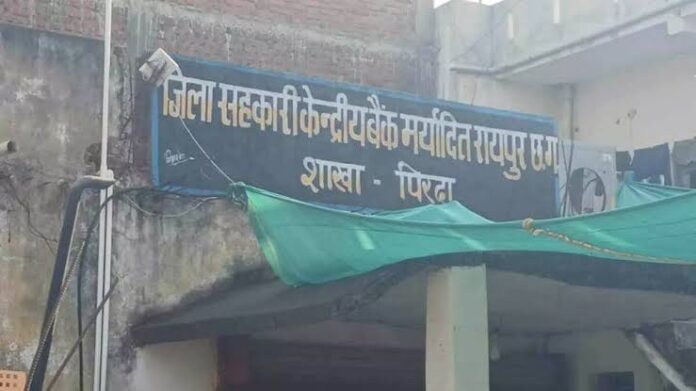 जिला सहकारी केन्द्रीय बैंक मर्यादित रायपुर छ.ग
शाखा - पिरदा